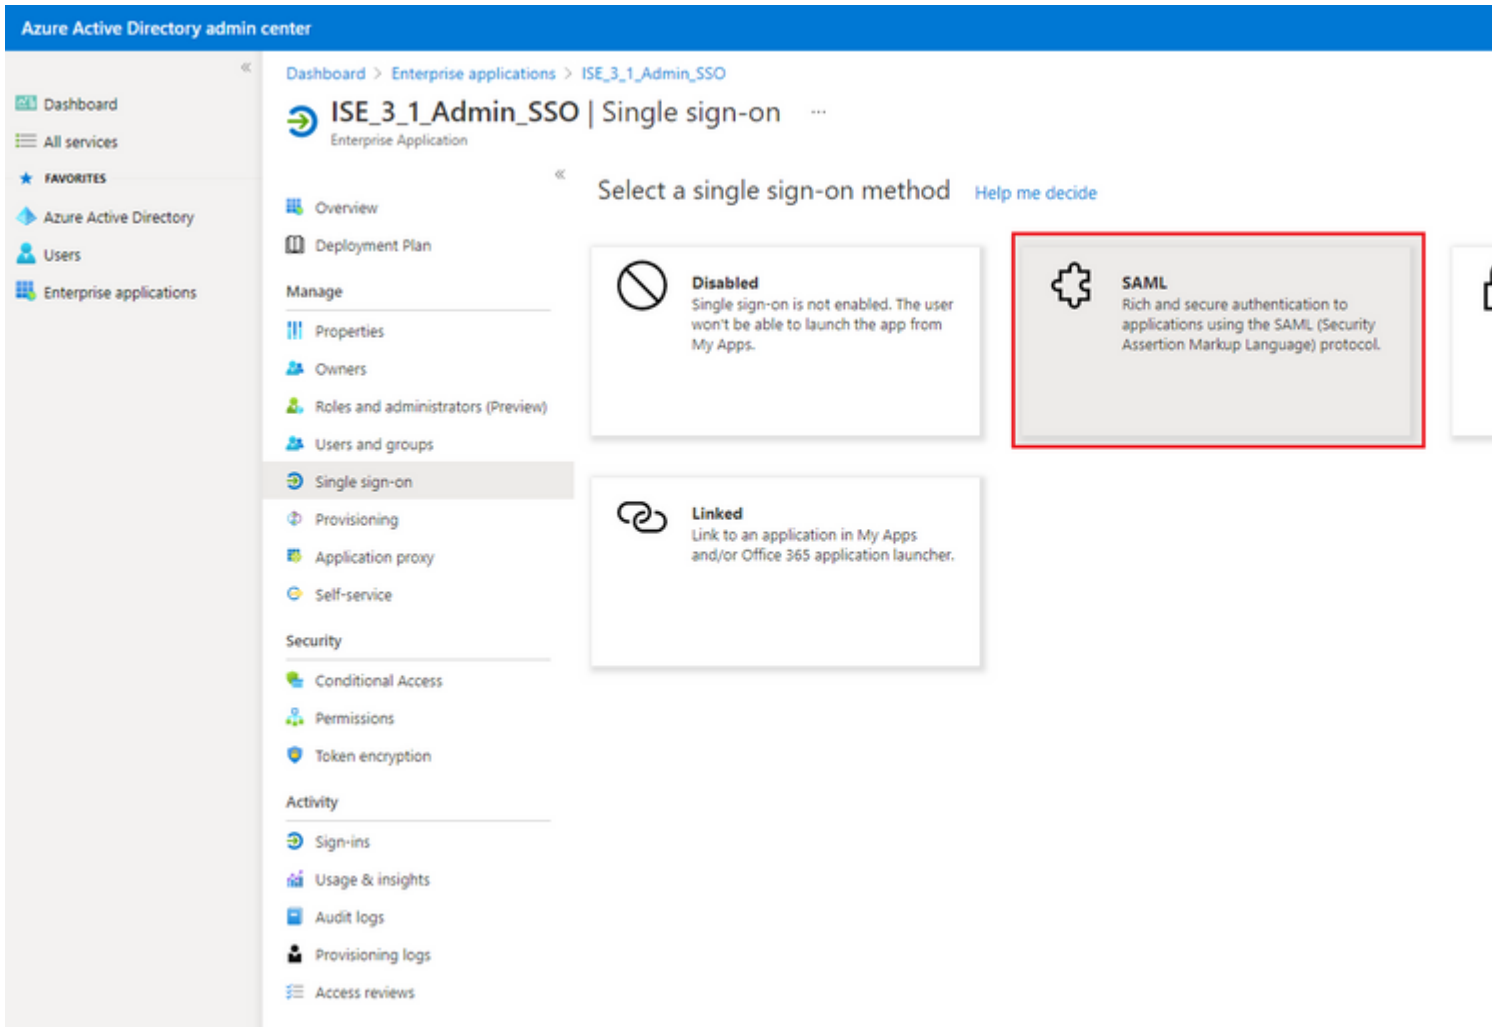 Azure Active Directory admin center
«
Dashboard
All services
FAVORITES
Azure Active Directory
Users
Enterprise applications
Dashboard > Enterprise applications > ISE_3_1_Admin_SSO
ISE_3_1_Admin_SSO | Single sign-on ...
Enterprise Application
«
Overview
Deployment Plan
Manage
Properties
Owners
Roles and administrators (Preview)
Users and groups
Single sign-on
Provisioning
Application proxy
Self-service
Security
Conditional Access
Permissions
Token encryption
Activity
Sign-ins
Usage & insights
Audit logs
Provisioning logs
Access reviews
Select a single sign-on method Help me decide
Disabled
Single sign-on is not enabled. The user
won't be able to launch the app from
My Apps.
SAML
Rich and secure authentication to
applications using the SAML (Security
Assertion Markup Language) protocol.
Linked
Link to an application in My Apps
and/or Office 365 application launcher.